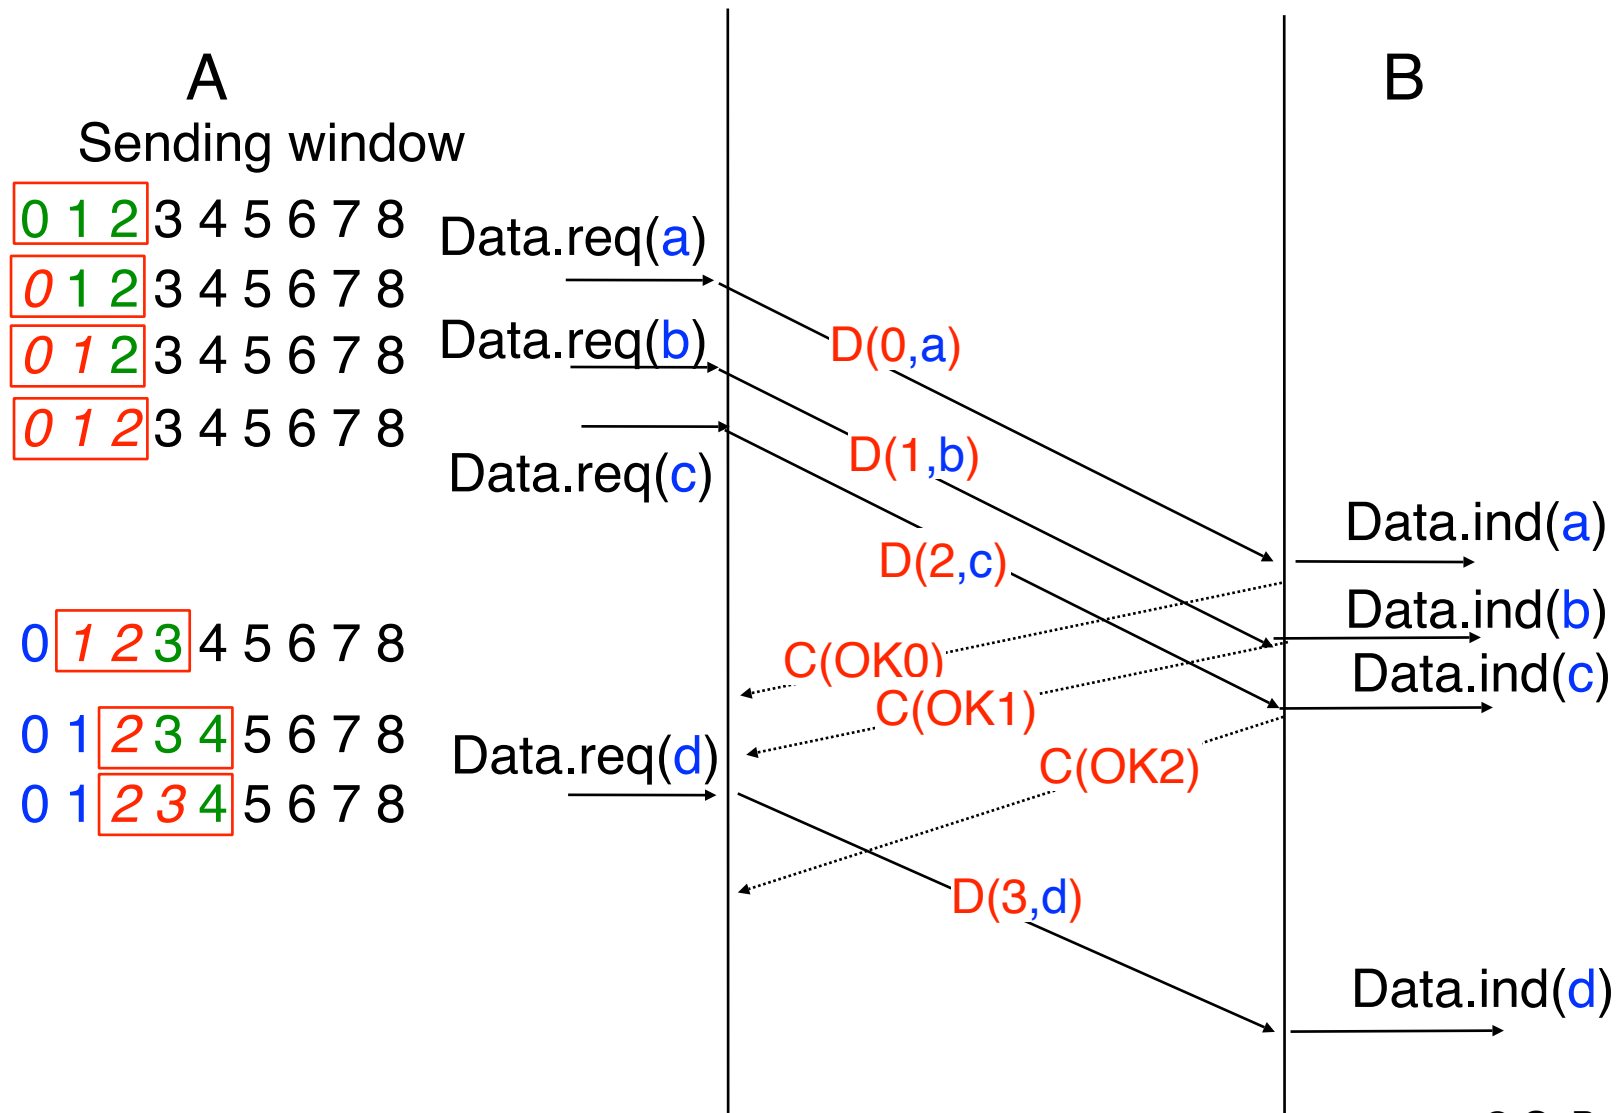 A
B
Sending window
0 1 2 3 4 5 6 7 8
Data.req(a)
0 1 2 3 4 5 6 7 8
Data.req(b)
D(0,a)
0 1 2 3 4 5 6 7 8
0 1 2 3 4 5 6 7 8
D(1,b)
Data.req(c)
Data.ind(a)
D(2,c)
Data.ind(b)
0 1 2 3 4 5 6 7 8
C(OK0)
Data.ind(c)
C(OK1)
0 1 2 3 4 5 6 7 8
Data.req(d)
C(OK2)
0 1 2 3 4 5 6 7 8
D(3,d)
Data.ind(d)